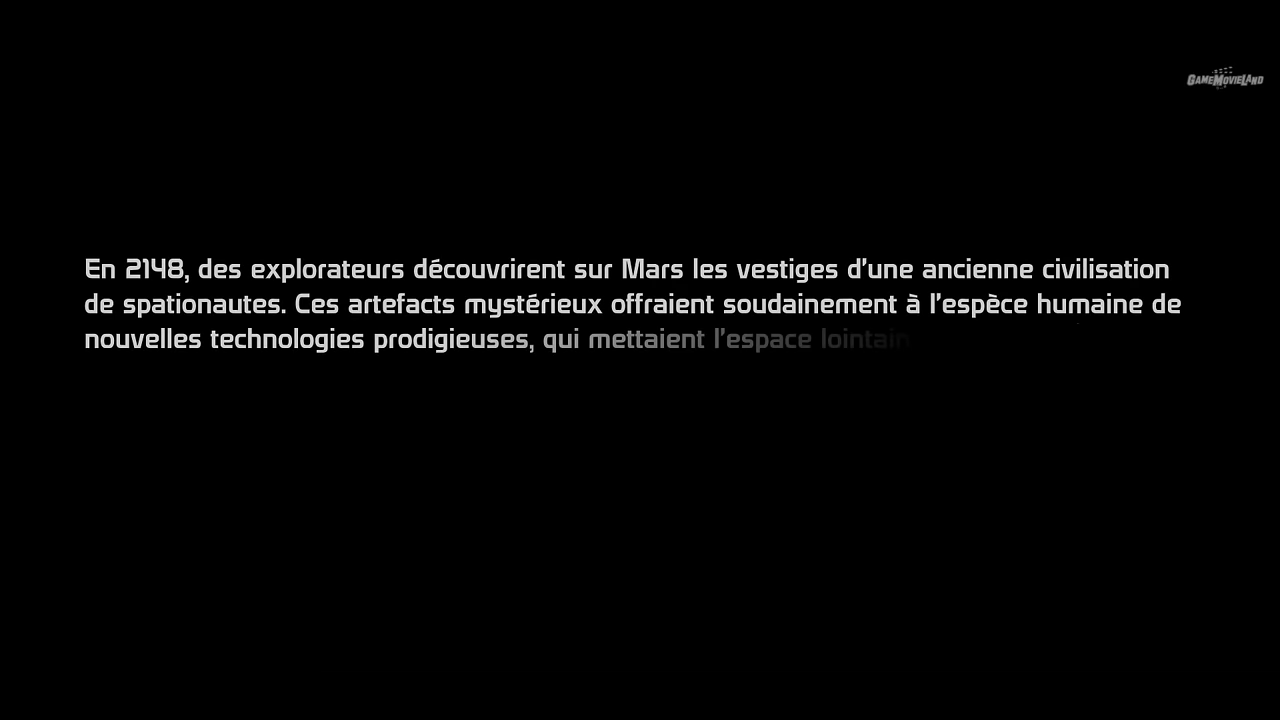 GameMovieLand
En 2148, des explorateurs découvrirent sur Mars les vestiges d'une ancienne civilisation
de spationautes. Ces artefacts mystérieux offraient soudainement à l'espèce humaine de
nouvelles technologies prodigieuses, qui mettaient l'espace lointain